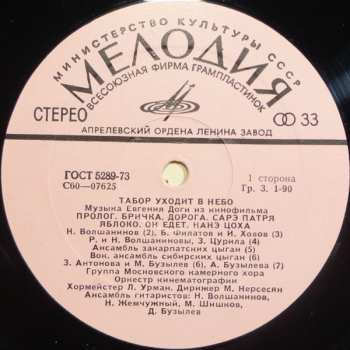 МИНИСТЕРСТВО КУЛЬТУРЫ СССР
МЕЛОДИЯ
ВСЕСОЮЗНАЯ ФИРМА ГРАМПЛАСТИНОК
СТЕРЕО
33
АПРЕЛЕВСКИЙ ОРДЕНА ЛЕНИНА ЗАВОД
ГОСТ 5289-73
1 сторона
С60—07625
Гр. 3. 1-90
ТАБОР УХОДИТ В НЕБО
Музыка Евгения Доги из кинофильма
ПРОЛОГ. БРИЧКА. ДОРОГА. САРЭ ПАТРЯ
ЯБЛОКО. ОН ЕДЕТ. НАНЭ ЦОХА
Н. Волшанинов (2), Б. Филатов и И. Ховов (3)
Р. и Н. Волшаниновы, З. Цурила (4)
Ансамбль закарпатских цыган (5)
Вок. ансамбль сибирских цыган (6)
З. Антонова и М. Бузылев (6), А. Бузылева (7)
Группа Московского камерного хора
Оркестр кинематографии
Хормейстер Л. Урман, Дирижер М. Нерсесян
Ансамбль гитаристов: Н. Волшанинов,
Н. Жемчужный, М. Шишков,
Д. Бузылев